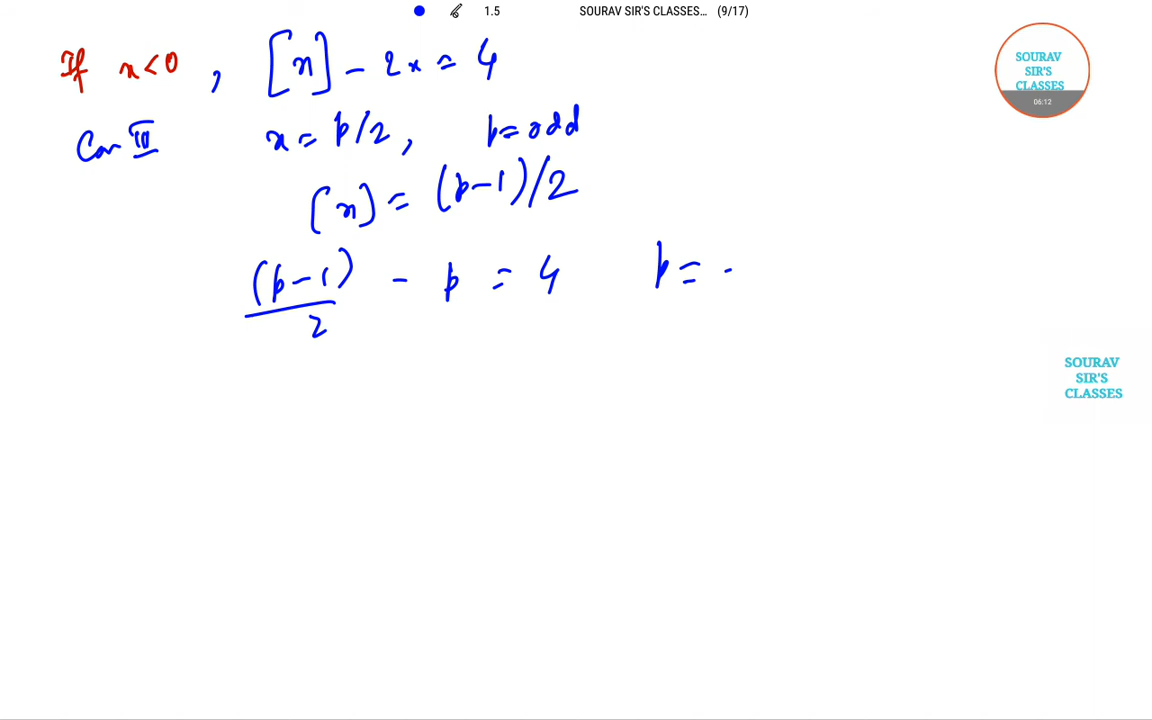 1.5 SOURAV SIR'S CLASSES... (9/17)
If x<0, [x] - 2x = 4
SOURAV
SIR'S
CLASSES
06:12
Case III x = p/2, p = odd
[x] = (p-1)/2
(p-1)/2 - p = 4 p = -
SOURAV
SIR'S
CLASSES